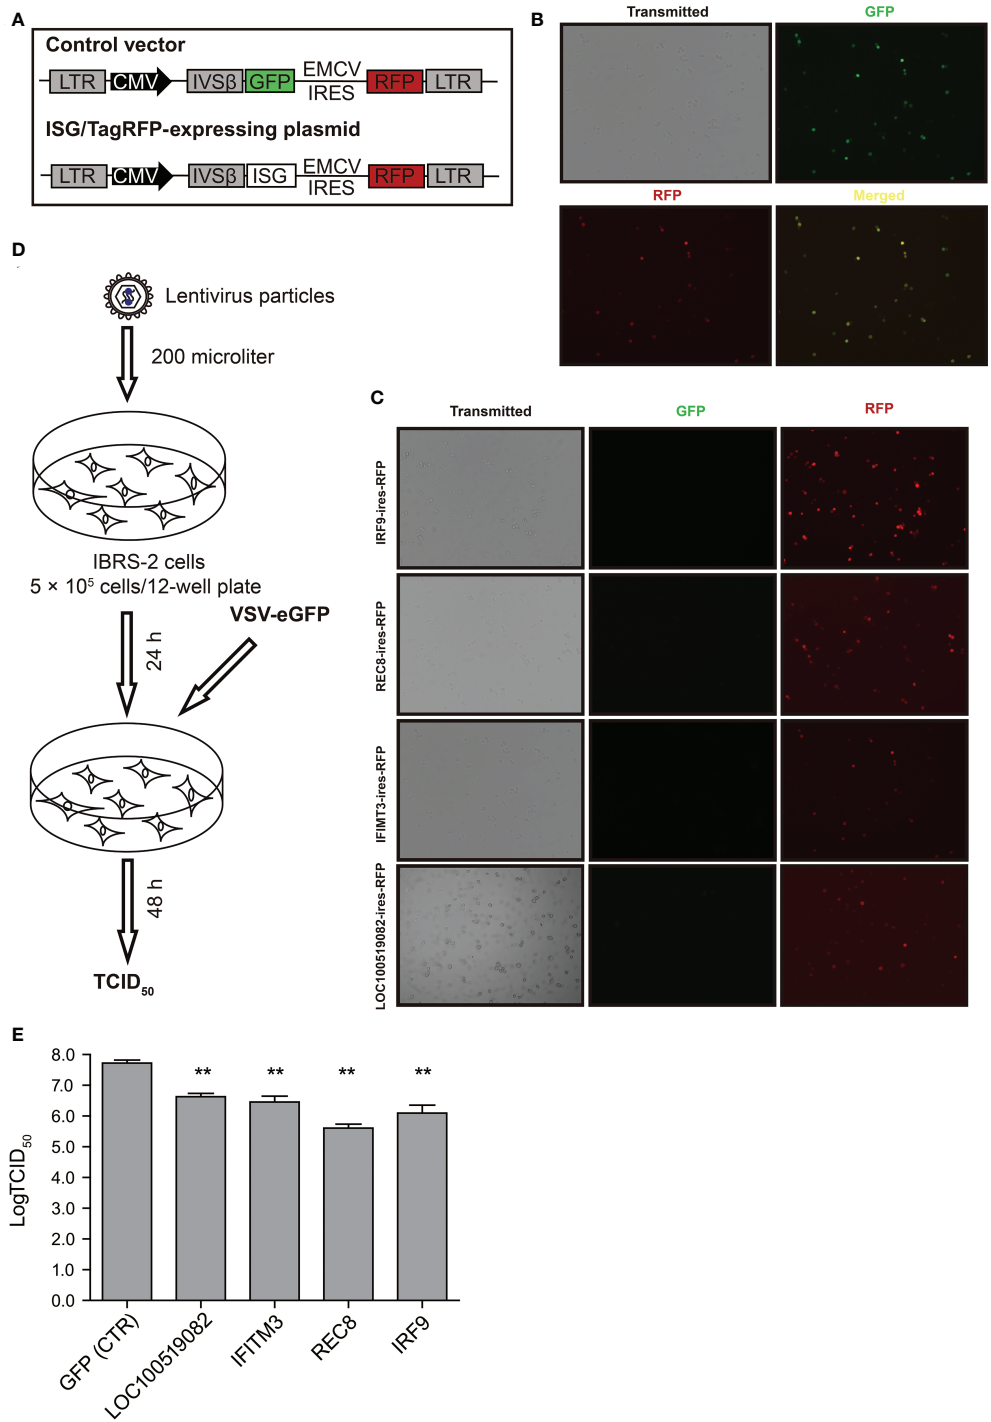 A
Control vector
LTR CMV IVSβ GFP EMCV IRES RFP LTR
ISG/TagRFP-expressing plasmid
LTR CMV IVSβ ISG EMCV IRES RFP LTR
B
Transmitted GFP
RFP Merged
C
Transmitted GFP RFP
IRF9-ires-RFP
REC8-ires-RFP
IFIMT3-ires-RFP
LOC100519082-ires-RFP
D
Lentivirus particles
200 microliter
IBRS-2 cells
5 × 10⁵ cells/12-well plate
VSV-eGFP
24 h
48 h
TCID₅₀
E
LogTCID₅₀
8.0
7.0
6.0
5.0
4.0
3.0
2.0
1.0
0.0
** ** ** **
GFP (CTR)
LOC100519082
IFITM3
REC8
IRF9